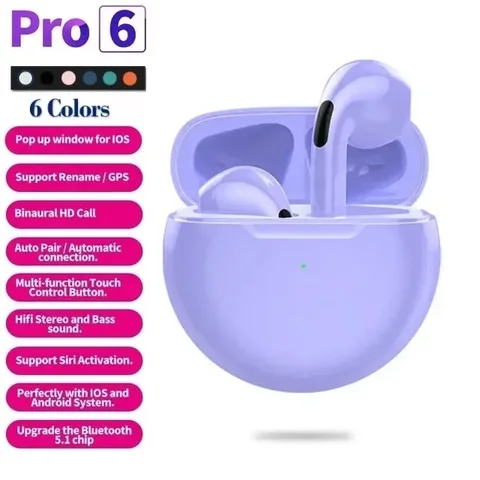 Pro 6
6 Colors
Pop up window for IOS
Support Rename / GPS
Binaural HD Call
Auto Pair / Automatic
connection.
Multi-function Touch
Control Button.
Hifi Stereo and Bass
sound.
Support Siri Activation.
Perfectly with IOS and
Android System.
Upgrade the Bluetooth
5.1 chip